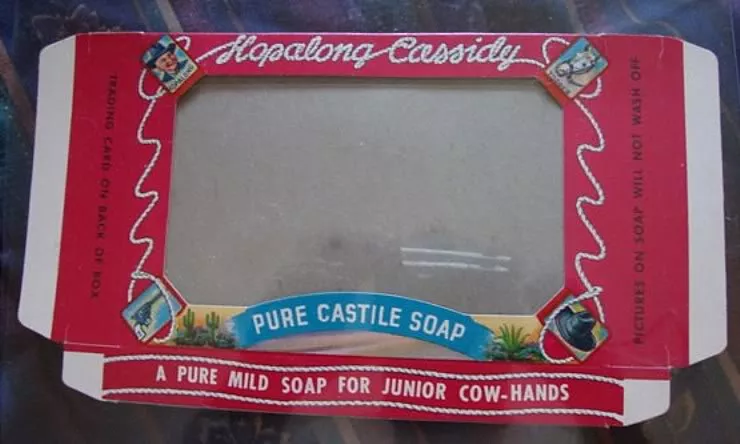 Hopalong Cassidy
TRADING CARD ON BACK OF BOX
PICTURES ON SOAP WILL NOT WASH OFF
PURE CASTILE SOAP
A PURE MILD SOAP FOR JUNIOR COW-HANDS